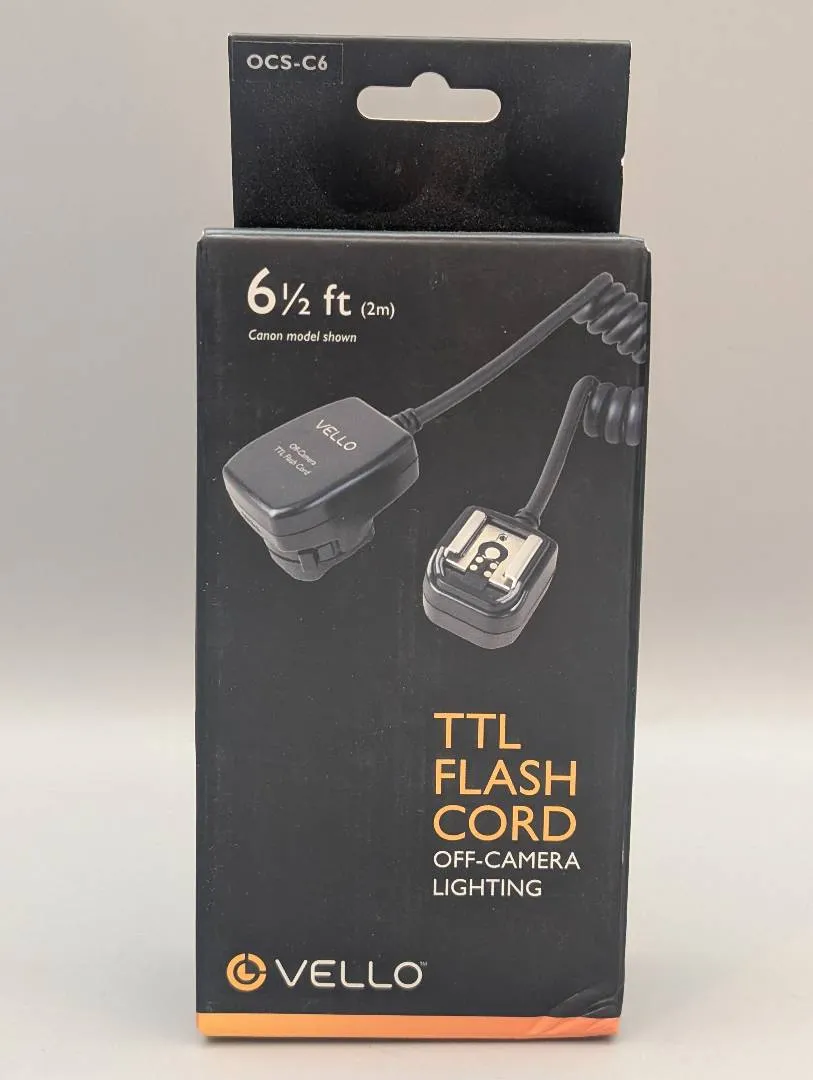 OCS-C6
6½ ft (2m)
Canon model shown
VELLO
Off-Camera
TTL Flash Cord
TTL
FLASH
CORD
OFF-CAMERA
LIGHTING
VELLO™